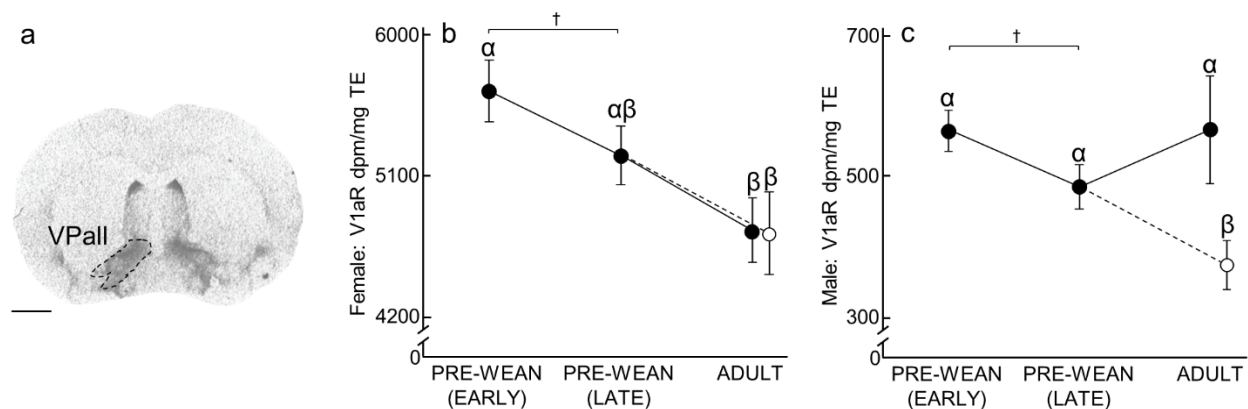 a
VPall
b
†
Female: V1aR dpm/mg TE
6000
5100
4200
0
α
αβ
β β
PRE-WEAN (EARLY)
PRE-WEAN (LATE)
ADULT
c
†
Male: V1aR dpm/mg TE
700
500
300
0
α
α
α
β
PRE-WEAN (EARLY)
PRE-WEAN (LATE)
ADULT